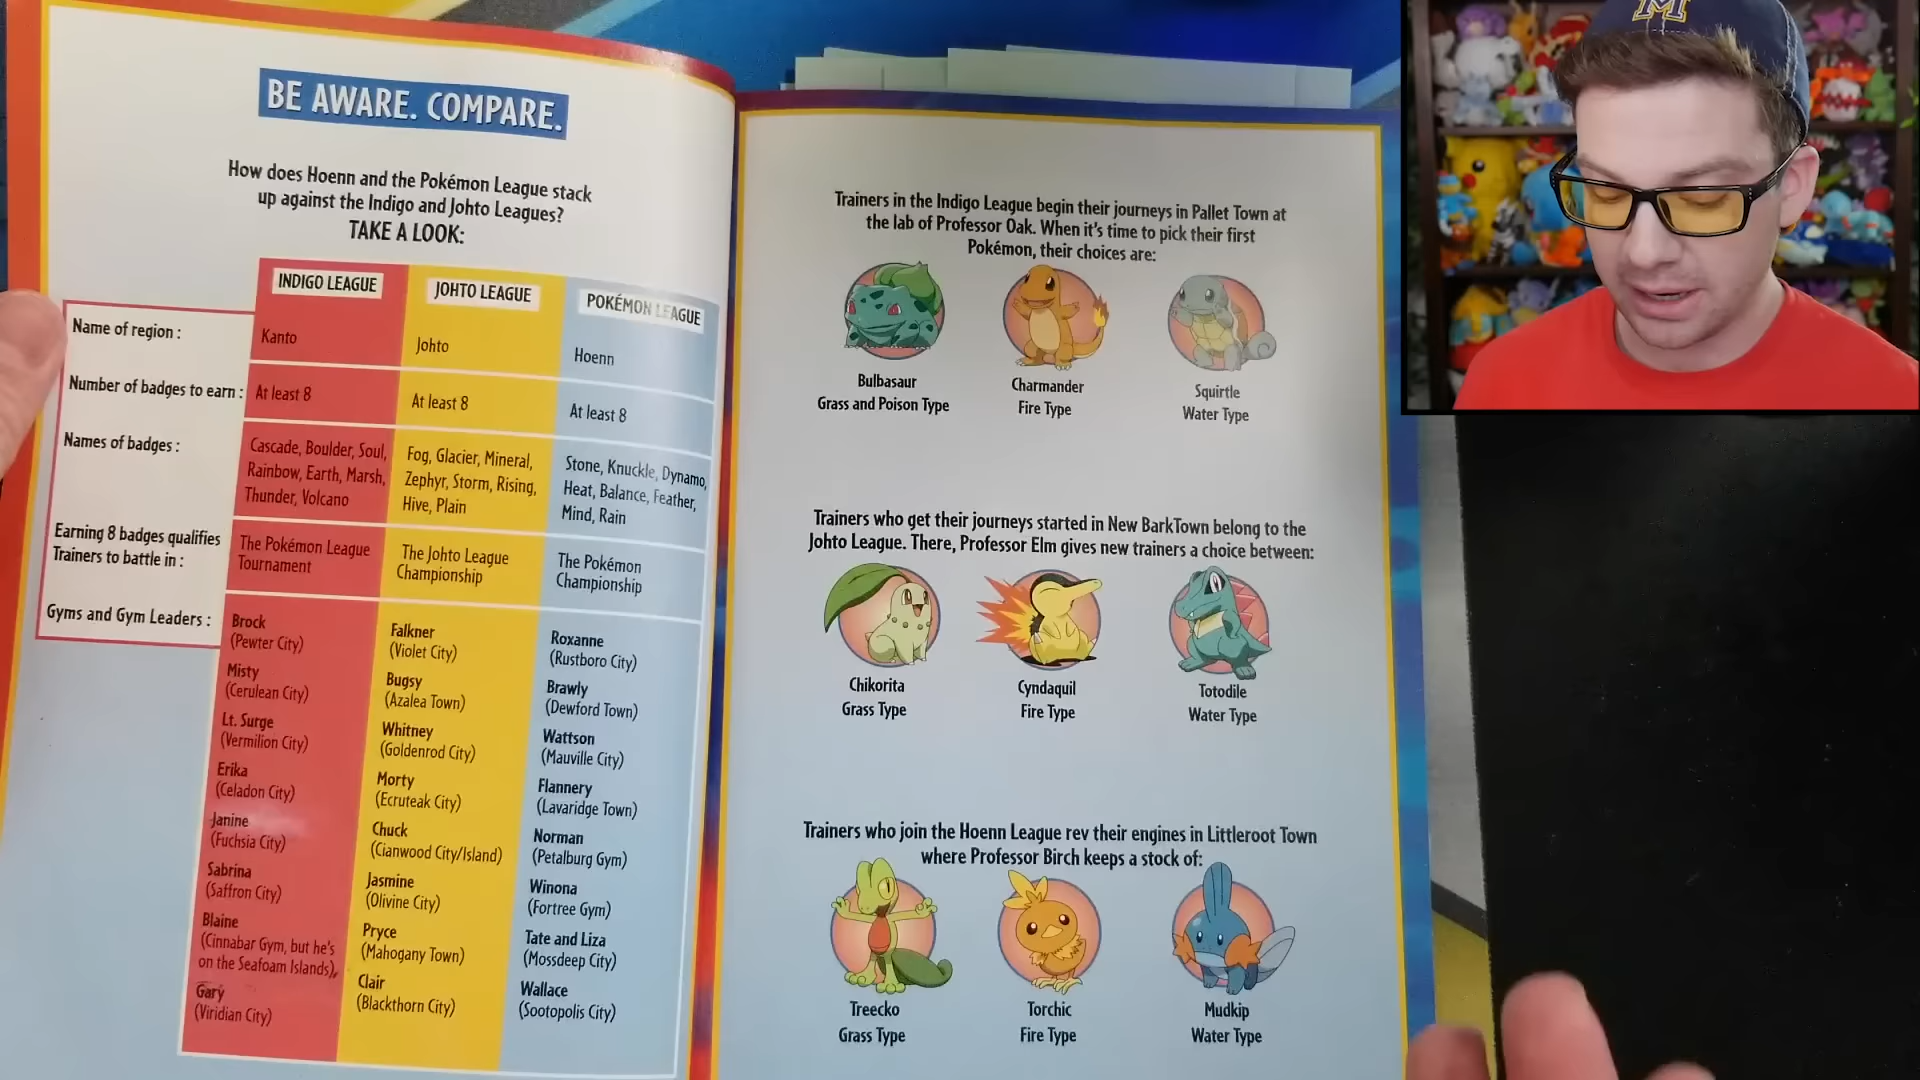 M
BE AWARE. COMPARE.
How does Hoenn and the Pokémon League stack
up against the Indigo and Johto Leagues?
TAKE A LOOK:
INDIGO LEAGUE
JOHTO LEAGUE
POKÉMON LEAGUE
Name of region :
Kanto
Johto
Hoenn
Number of badges to earn :
At least 8
At least 8
At least 8
Names of badges :
Cascade, Boulder, Soul,
Rainbow, Earth, Marsh,
Thunder, Volcano
Fog, Glacier, Mineral,
Zephyr, Storm, Rising,
Hive, Plain
Stone, Knuckle, Dynamo,
Heat, Balance, Feather,
Mind, Rain
Earning 8 badges qualifies
Trainers to battle in :
The Pokémon League
Tournament
The Johto League
Championship
The Pokémon
Championship
Gyms and Gym Leaders :
Brock
(Pewter City)
Misty
(Cerulean City)
Lt. Surge
(Vermilion City)
Erika
(Celadon City)
Janine
(Fuchsia City)
Sabrina
(Saffron City)
Blaine
(Cinnabar Gym, but he's
on the Seafoam Islands),
Gary
(Viridian City)
Falkner
(Violet City)
Bugsy
(Azalea Town)
Whitney
(Goldenrod City)
Morty
(Ecruteak City)
Chuck
(Cianwood City/Island)
Jasmine
(Olivine City)
Pryce
(Mahogany Town)
Clair
(Blackthorn City)
Roxanne
(Rustboro City)
Brawly
(Dewford Town)
Wattson
(Mauville City)
Flannery
(Lavaridge Town)
Norman
(Petalburg Gym)
Winona
(Fortree Gym)
Tate and Liza
(Mossdeep City)
Wallace
(Sootopolis City)
Trainers in the Indigo League begin their journeys in Pallet Town at
the lab of Professor Oak. When it's time to pick their first
Pokémon, their choices are:
Bulbasaur
Grass and Poison Type
Charmander
Fire Type
Squirtle
Water Type
Trainers who get their journeys started in New BarkTown belong to the
Johto League. There, Professor Elm gives new trainers a choice between:
Chikorita
Grass Type
Cyndaquil
Fire Type
Totodile
Water Type
Trainers who join the Hoenn League rev their engines in Littleroot Town
where Professor Birch keeps a stock of:
Treecko
Grass Type
Torchic
Fire Type
Mudkip
Water Type